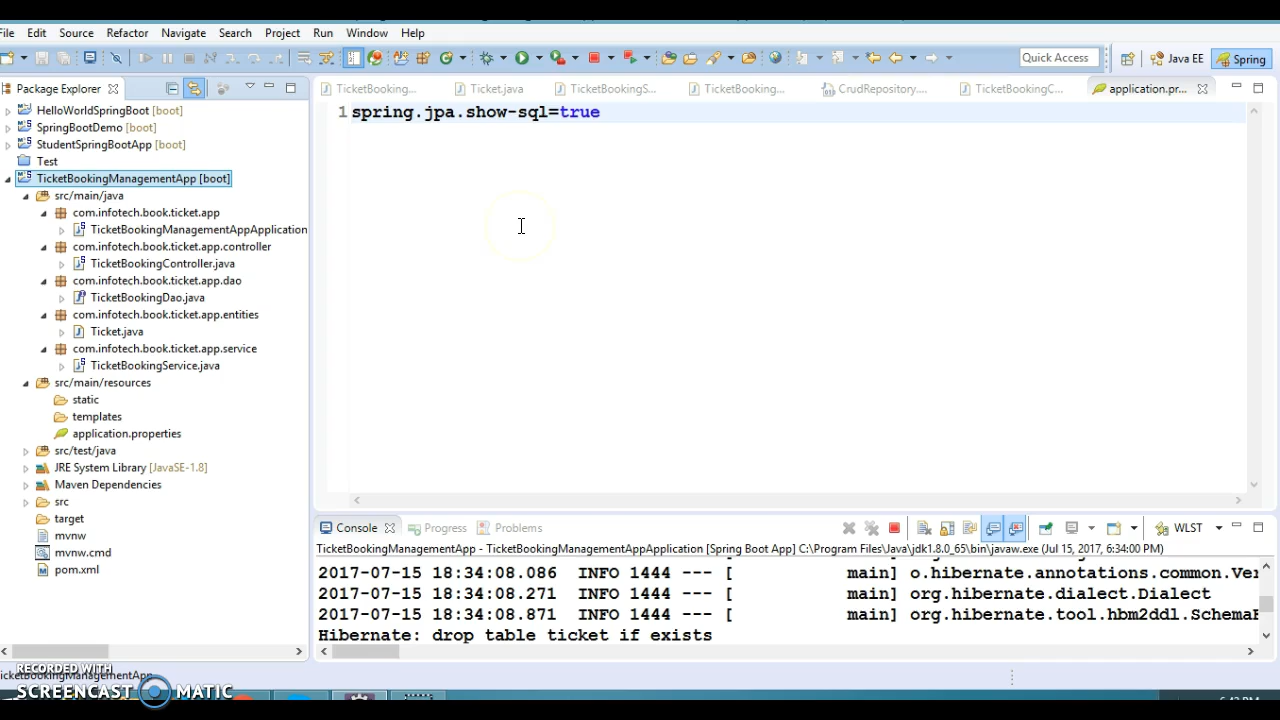 File Edit Source Refactor Navigate Search Project Run Window Help
Quick Access Java EE Spring
Package Explorer
TicketBooking... Ticket.java TicketBookingS... TicketBooking... CrudRepository.... TicketBookingC... application.pr...
HelloWorldSpringBoot [boot]
SpringBootDemo [boot]
StudentSpringBootApp [boot]
Test
TicketBookingManagementApp [boot]
src/main/java
com.infotech.book.ticket.app
TicketBookingManagementAppApplication
com.infotech.book.ticket.app.controller
TicketBookingController.java
com.infotech.book.ticket.app.dao
TicketBookingDao.java
com.infotech.book.ticket.app.entities
Ticket.java
com.infotech.book.ticket.app.service
TicketBookingService.java
src/main/resources
static
templates
application.properties
src/test/java
JRE System Library [JavaSE-1.8]
Maven Dependencies
src
target
mvnw
mvnw.cmd
pom.xml
1 spring.jpa.show-sql=true
Console Progress Problems WLST
TicketBookingManagementApp - TicketBookingManagementAppApplication [Spring Boot App] C:\Program Files\Java\jdk1.8.0_65\bin\javaw.exe (Jul 15, 2017, 6:34:00 PM)
2017-07-15 18:34:08.086 INFO 1444 --- [ main] o.hibernate.annotations.common.Ver
2017-07-15 18:34:08.271 INFO 1444 --- [ main] org.hibernate.dialect.Dialect
2017-07-15 18:34:08.871 INFO 1444 --- [ main] org.hibernate.tool.hbm2ddl.SchemaE
Hibernate: drop table ticket if exists
RECORDED WITH
icketBookingManagementApp
SCREENCAST MATIC